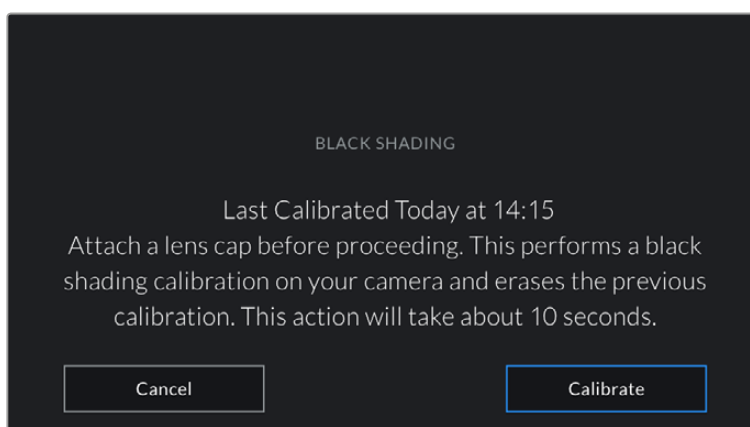 BLACK SHADING
Last Calibrated Today at 14:15
Attach a lens cap before proceeding. This performs a black
shading calibration on your camera and erases the previous
calibration. This action will take about 10 seconds.
Cancel
Calibrate